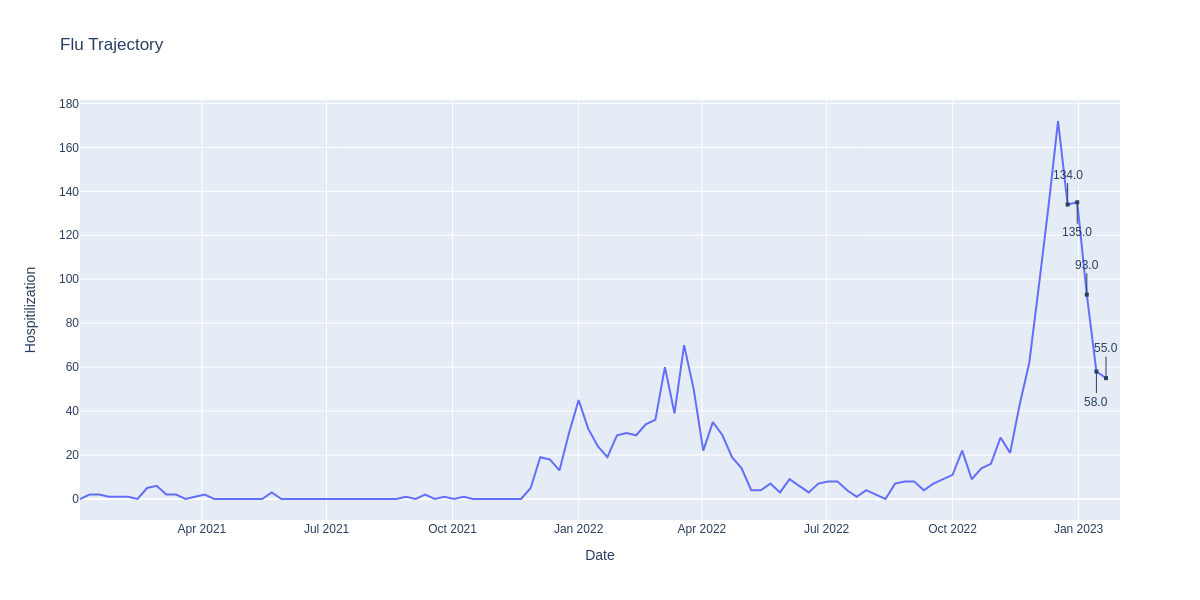 Flu Trajectory
Hospitilization
180
160
140
120
100
80
60
40
20
0
134.0
135.0
93.0
55.0
58.0
Apr 2021
Jul 2021
Oct 2021
Jan 2022
Apr 2022
Jul 2022
Oct 2022
Jan 2023
Date